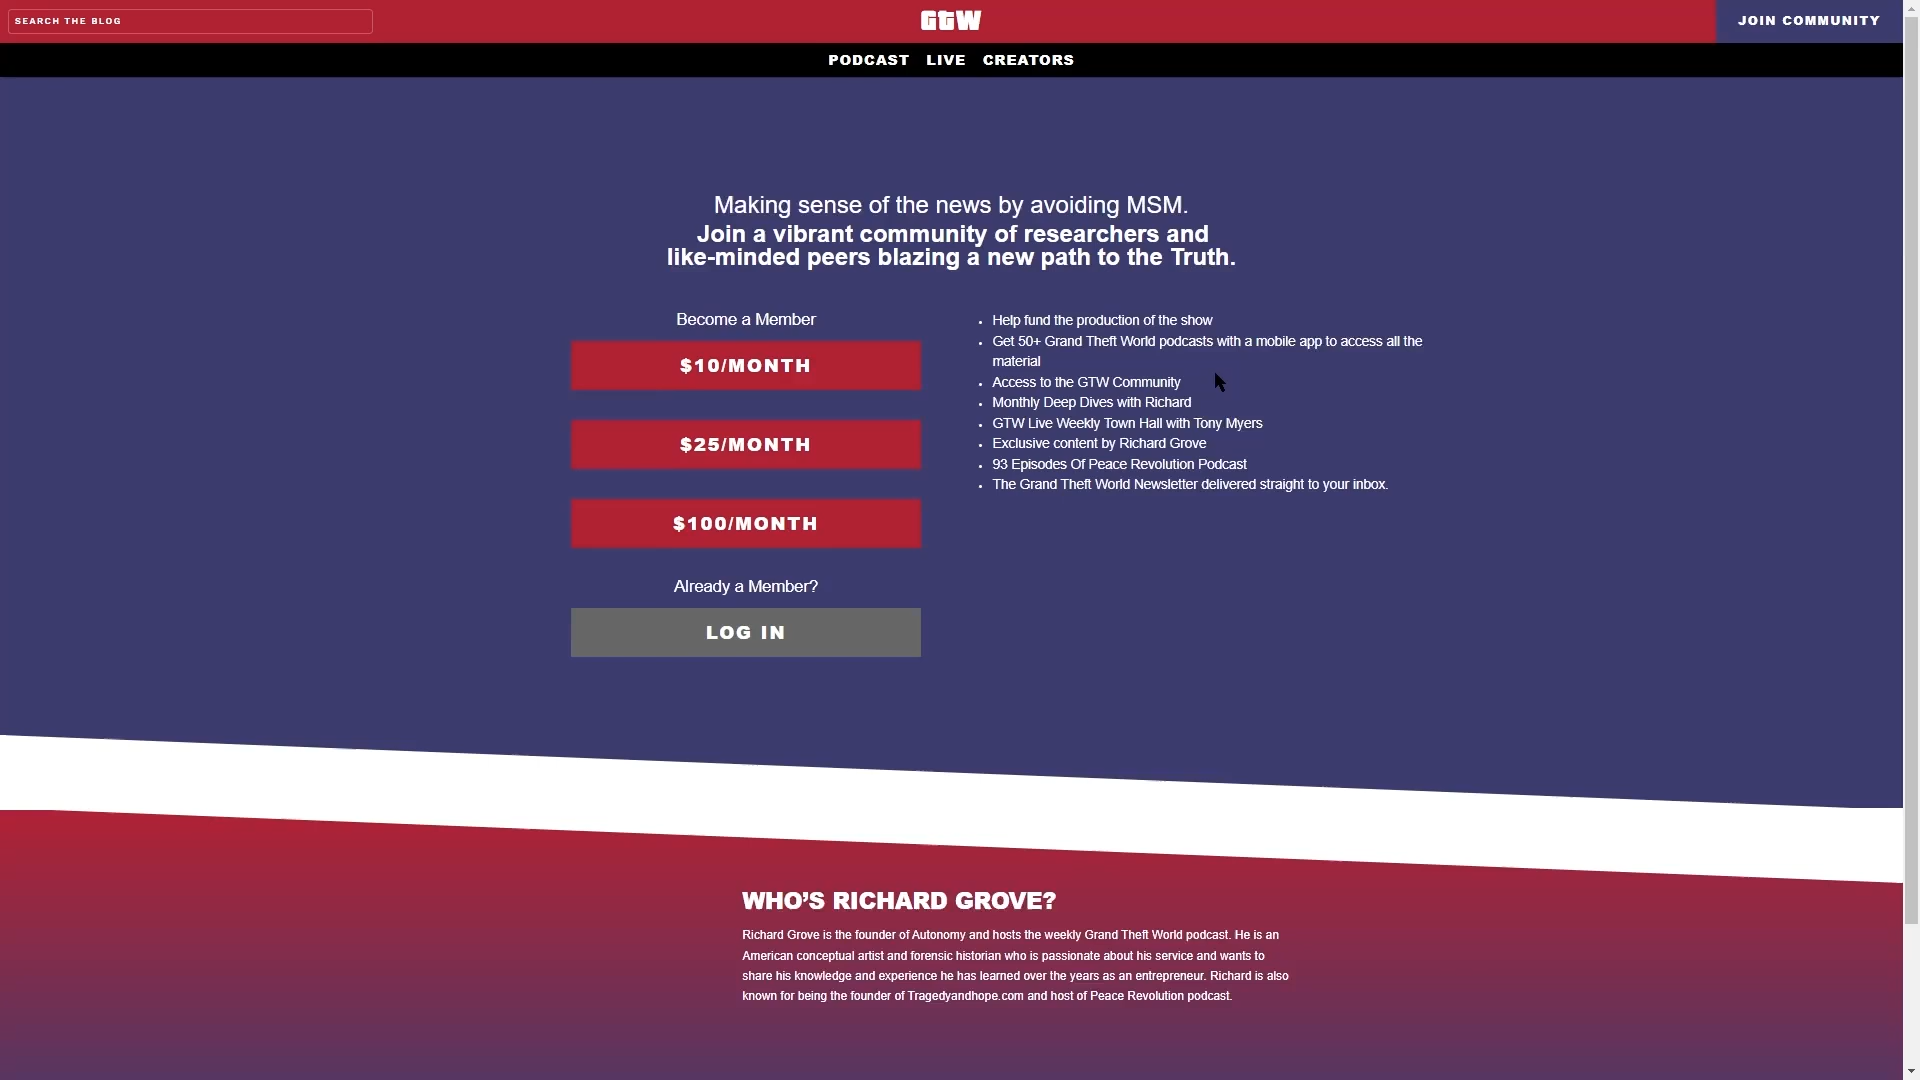 SEARCH THE BLOG
GTW
JOIN COMMUNITY
PODCAST LIVE CREATORS
Making sense of the news by avoiding MSM.
Join a vibrant community of researchers and
like-minded peers blazing a new path to the Truth.
Become a Member
$10/MONTH
$25/MONTH
$100/MONTH
Already a Member?
LOG IN
• Help fund the production of the show
• Get 50+ Grand Theft World podcasts with a mobile app to access all the
material
• Access to the GTW Community
• Monthly Deep Dives with Richard
• GTW Live Weekly Town Hall with Tony Myers
• Exclusive content by Richard Grove
• 93 Episodes Of Peace Revolution Podcast
• The Grand Theft World Newsletter delivered straight to your inbox.
WHO'S RICHARD GROVE?
Richard Grove is the founder of Autonomy and hosts the weekly Grand Theft World podcast. He is an
American conceptual artist and forensic historian who is passionate about his service and wants to
share his knowledge and experience he has learned over the years as an entrepreneur. Richard is also
known for being the founder of Tragedyandhope.com and host of Peace Revolution podcast.